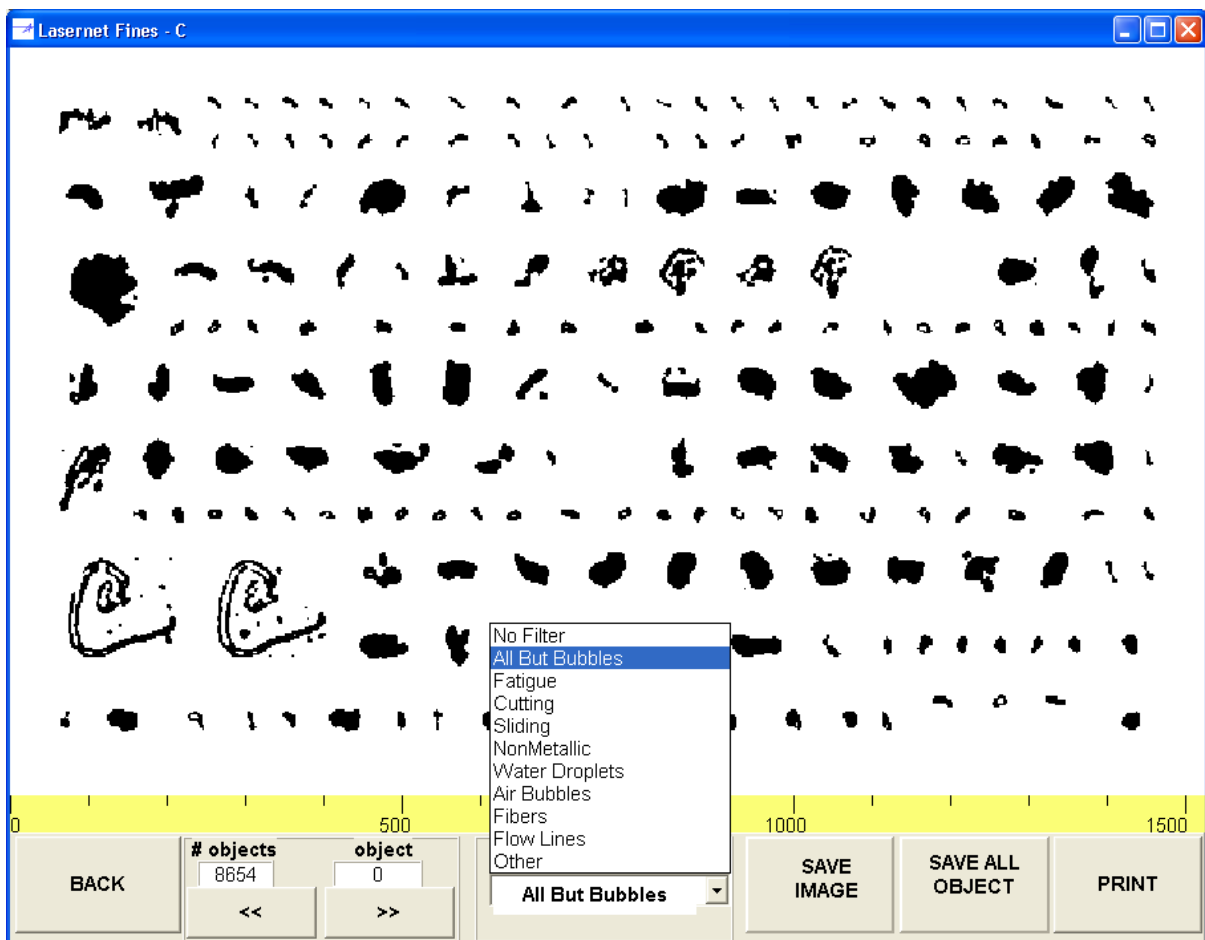 Lasernet Fines - C
No Filter
All But Bubbles
Fatigue
Cutting
Sliding
NonMetallic
Water Droplets
Air Bubbles
Fibers
Flow Lines
Other
0 500 1000 1500
BACK
# objects
8654
<<
object
0
>>
All But Bubbles
SAVE
IMAGE
SAVE ALL
OBJECT
PRINT